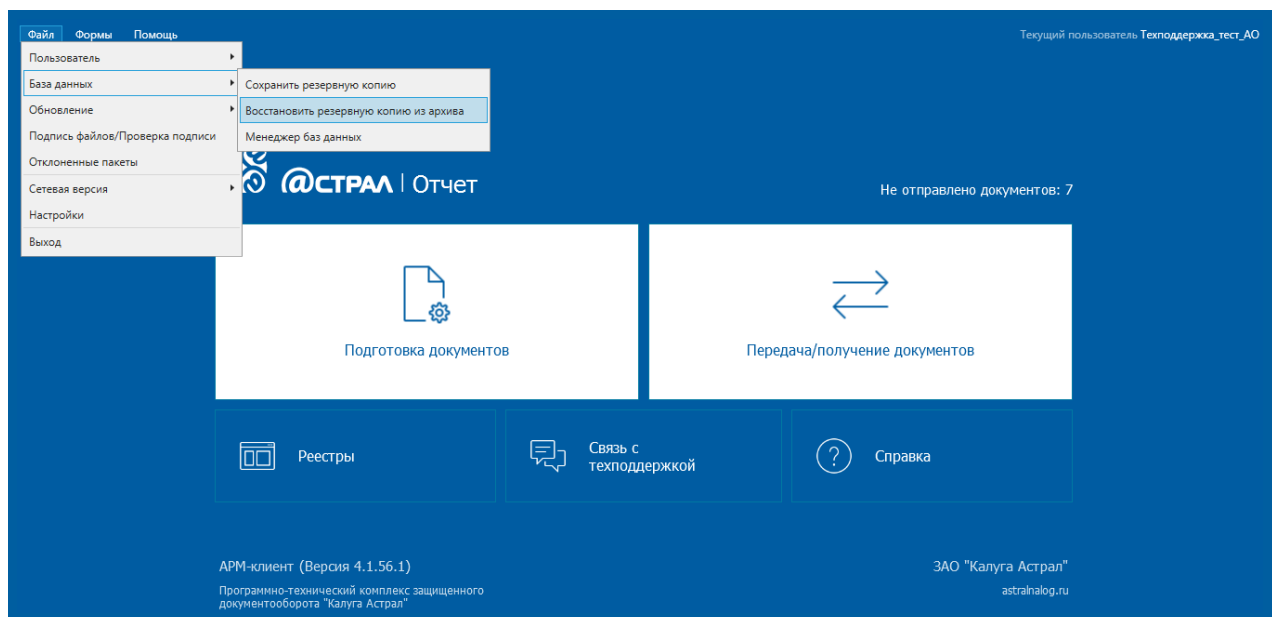 Файл Формы Помощь
Текущий пользователь Техподдержка_тест_АО
Пользователь
База данных
Обновление
Подпись файлов/Проверка подписи
Отклоненные пакеты
Сетевая версия
Настройки
Выход
Сохранить резервную копию
Восстановить резервную копию из архива
Менеджер баз данных
@СТРАЛ | Отчет
Не отправлено документов: 7
Подготовка документов
Передача/получение документов
Реестры
Связь с
техподдержкой
?
Справка
АРМ-клиент (Версия 4.1.56.1)
Программно-технический комплекс защищенного
документооборота "Калуга Астрал"
ЗАО "Калуга Астрал"
astralnalog.ru